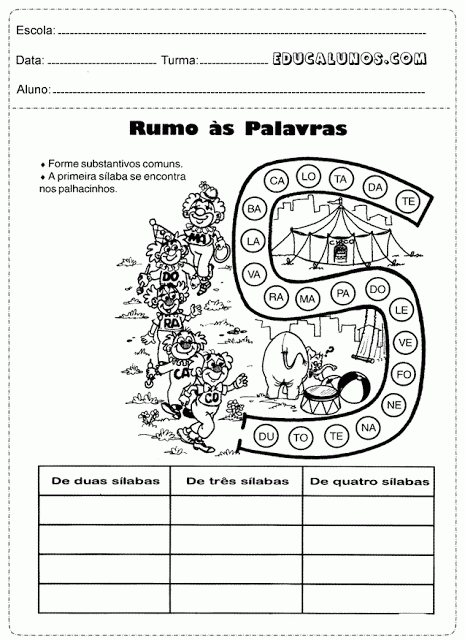 Escola:
Data: Turma: EDUCALUNOS.COM
Aluno:
Rumo às Palavras
♦ Forme substantivos comuns.
♦ A primeira sílaba se encontra
nos palhacinhos.
CA LO TA DA TE
BA
LA
VA
RA MA PA DO LE
VE
FO
NE
NA
TE
TO
DU
CIRCO
MA
DO
RA
CA
CO
De duas sílabas De três sílabas De quatro sílabas